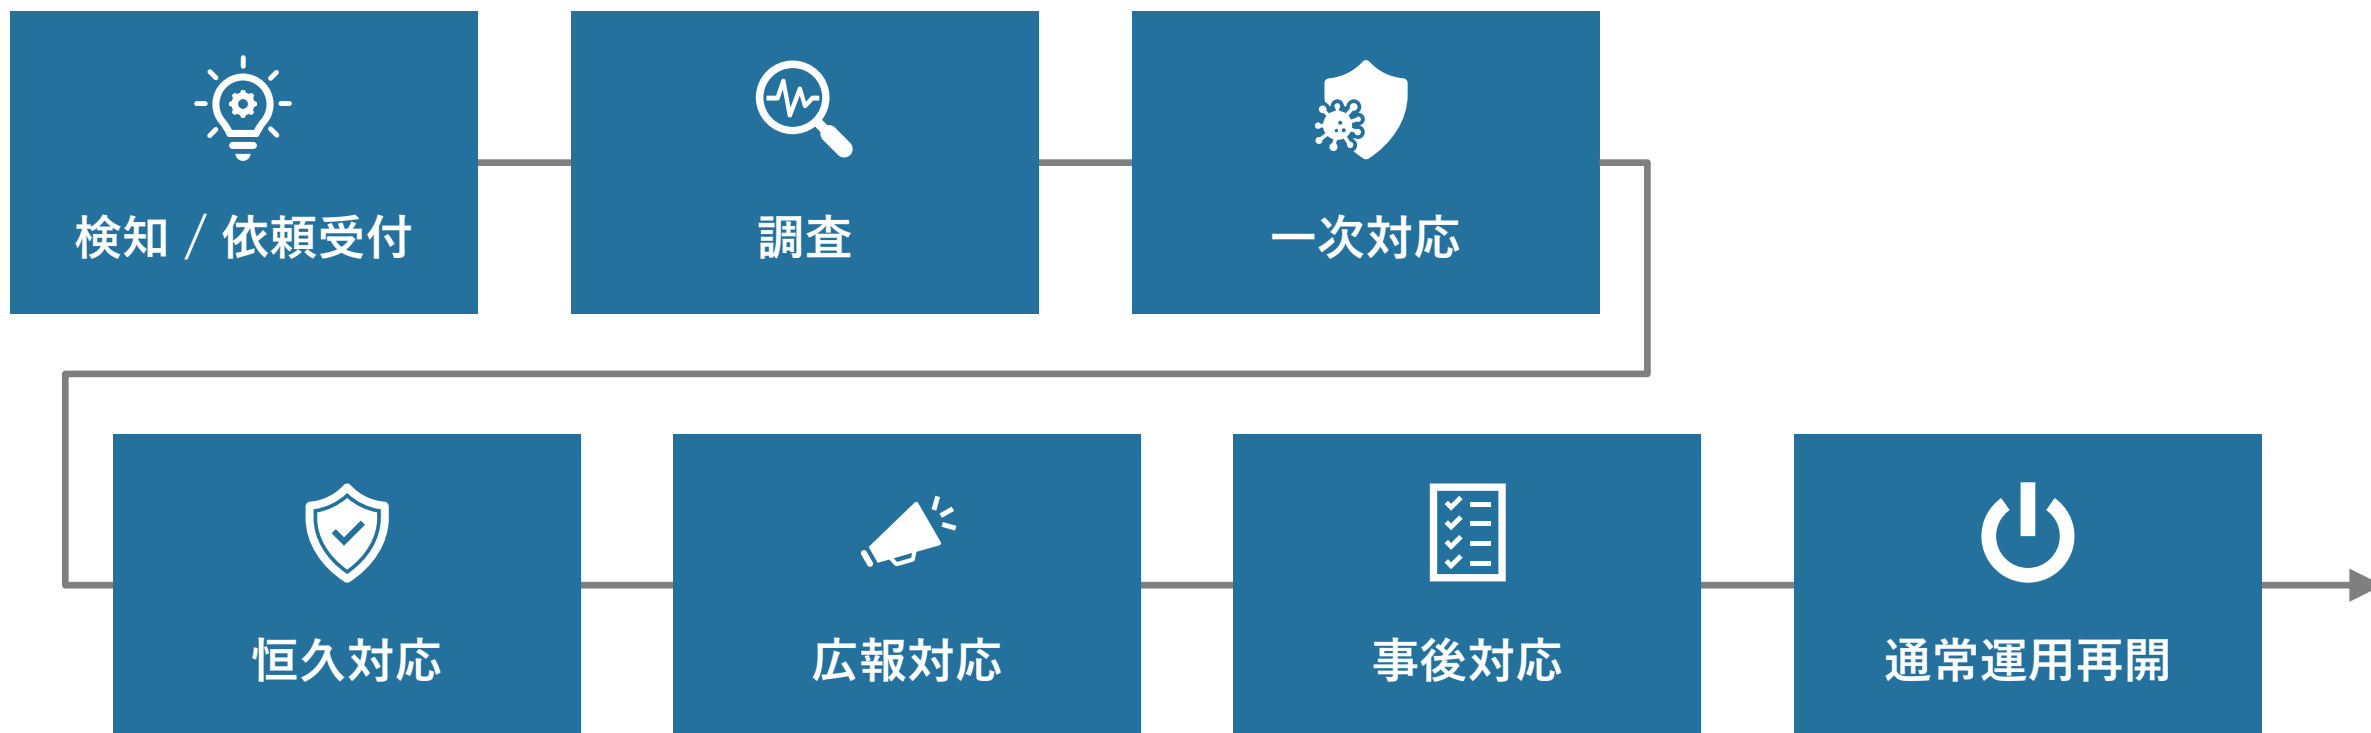 検知 / 依頼受付
調査
一次対応
恒久対応
広報対応
事後対応
通常運用再開